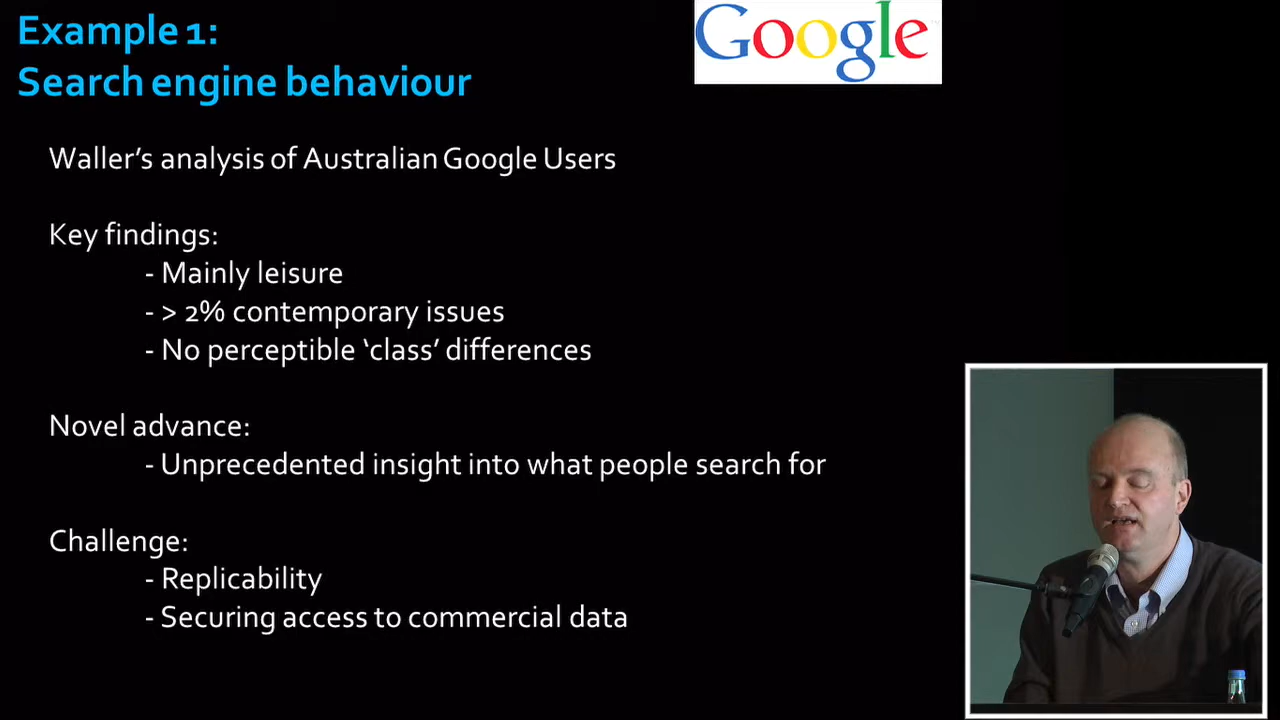 Example 1:
Search engine behaviour
Google
Waller's analysis of Australian Google Users
Key findings:
- Mainly leisure
- > 2% contemporary issues
- No perceptible ‘class’ differences
Novel advance:
- Unprecedented insight into what people search for
Challenge:
- Replicability
- Securing access to commercial data